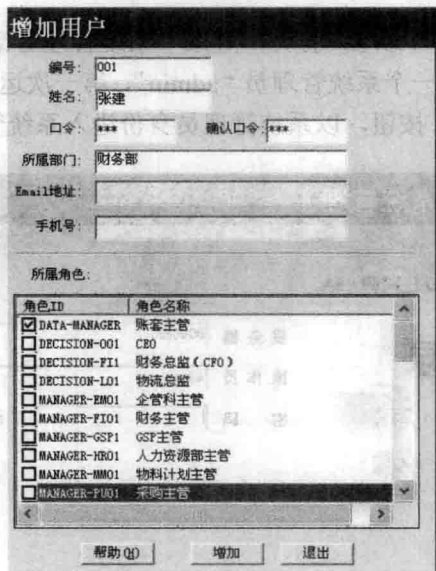 增加用户
编号: 001
姓名: 张建
口令: *** 确认口令: ***
所属部门: 财务部
Email地址:
手机号:
所属角色:
角色ID 角色名称
DATA-MANAGER 账套主管
DECISION-001 CEO
DECISION-FI1 财务总监(CFO)
DECISION-LO1 物流总监
MANAGER-EM01 企管科主管
MANAGER-FI01 财务主管
MANAGER-GSP1 GSP主管
MANAGER-HR01 人力资源部主管
MANAGER-MM01 物料计划主管
MANAGER-PU01 采购主管
帮助(H) 增加 退出